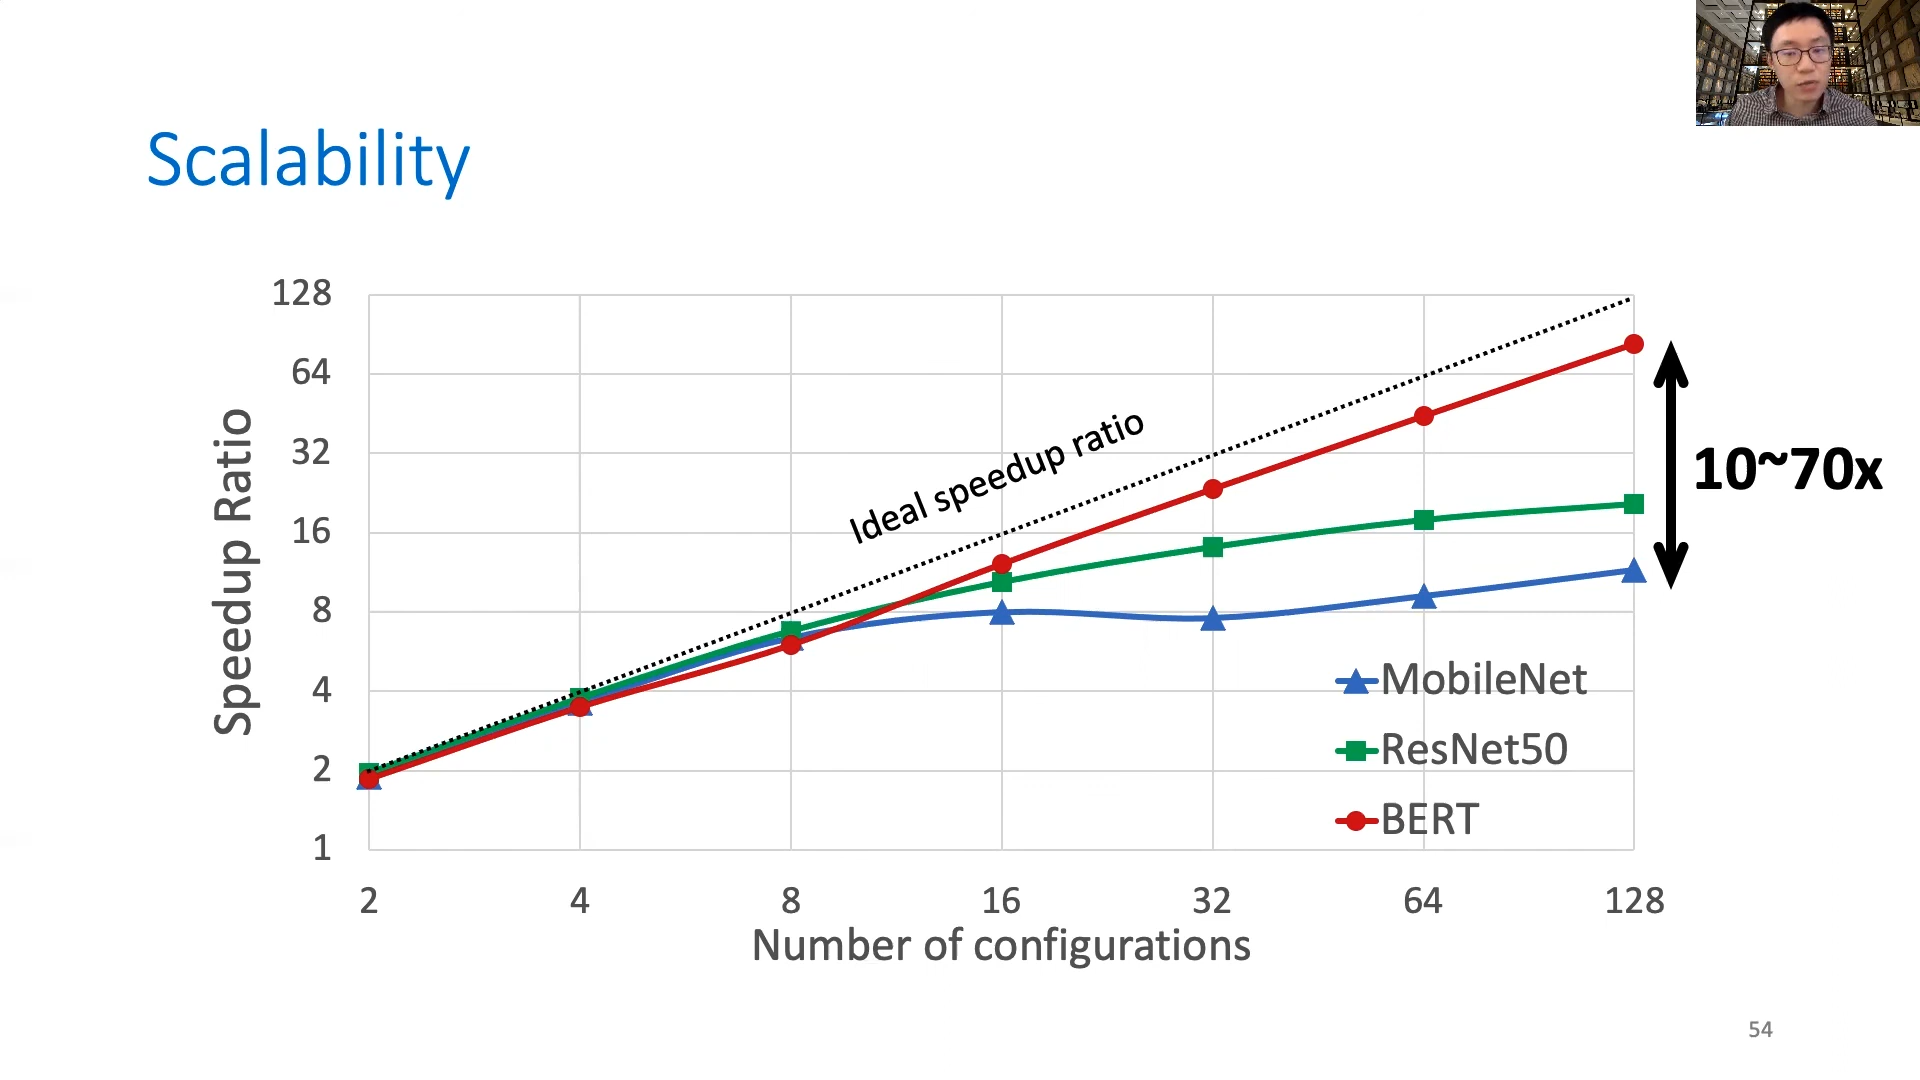 Scalability
128
64
32
16
8
4
2
1
Speedup Ratio
Ideal speedup ratio
10~70x
MobileNet
ResNet50
BERT
2 4 8 16 32 64 128
Number of configurations
54